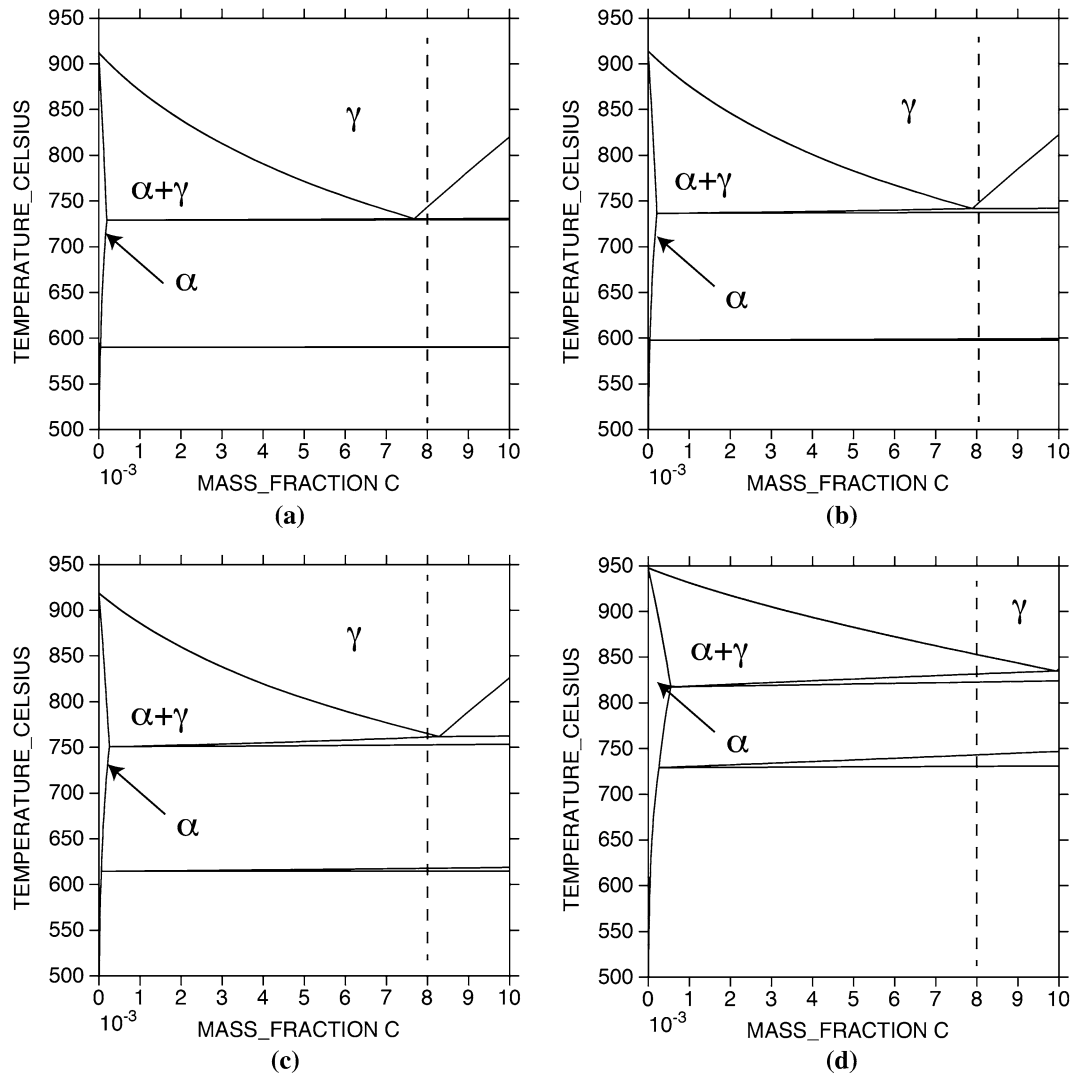 TEMPERATURE_CELSIUS
950
900
850
800
750
700
650
600
550
500
γ
α+γ
α
0 1 2 3 4 5 6 7 8 9 10
10-3
MASS_FRACTION C
(a)
TEMPERATURE_CELSIUS
950
900
850
800
750
700
650
600
550
500
γ
α+γ
α
0 1 2 3 4 5 6 7 8 9 10
10-3
MASS_FRACTION C
(b)
TEMPERATURE_CELSIUS
950
900
850
800
750
700
650
600
550
500
γ
α+γ
α
0 1 2 3 4 5 6 7 8 9 10
10-3
MASS_FRACTION C
(c)
TEMPERATURE_CELSIUS
950
900
850
800
750
700
650
600
550
500
γ
α+γ
α
0 1 2 3 4 5 6 7 8 9 10
10-3
MASS_FRACTION C
(d)